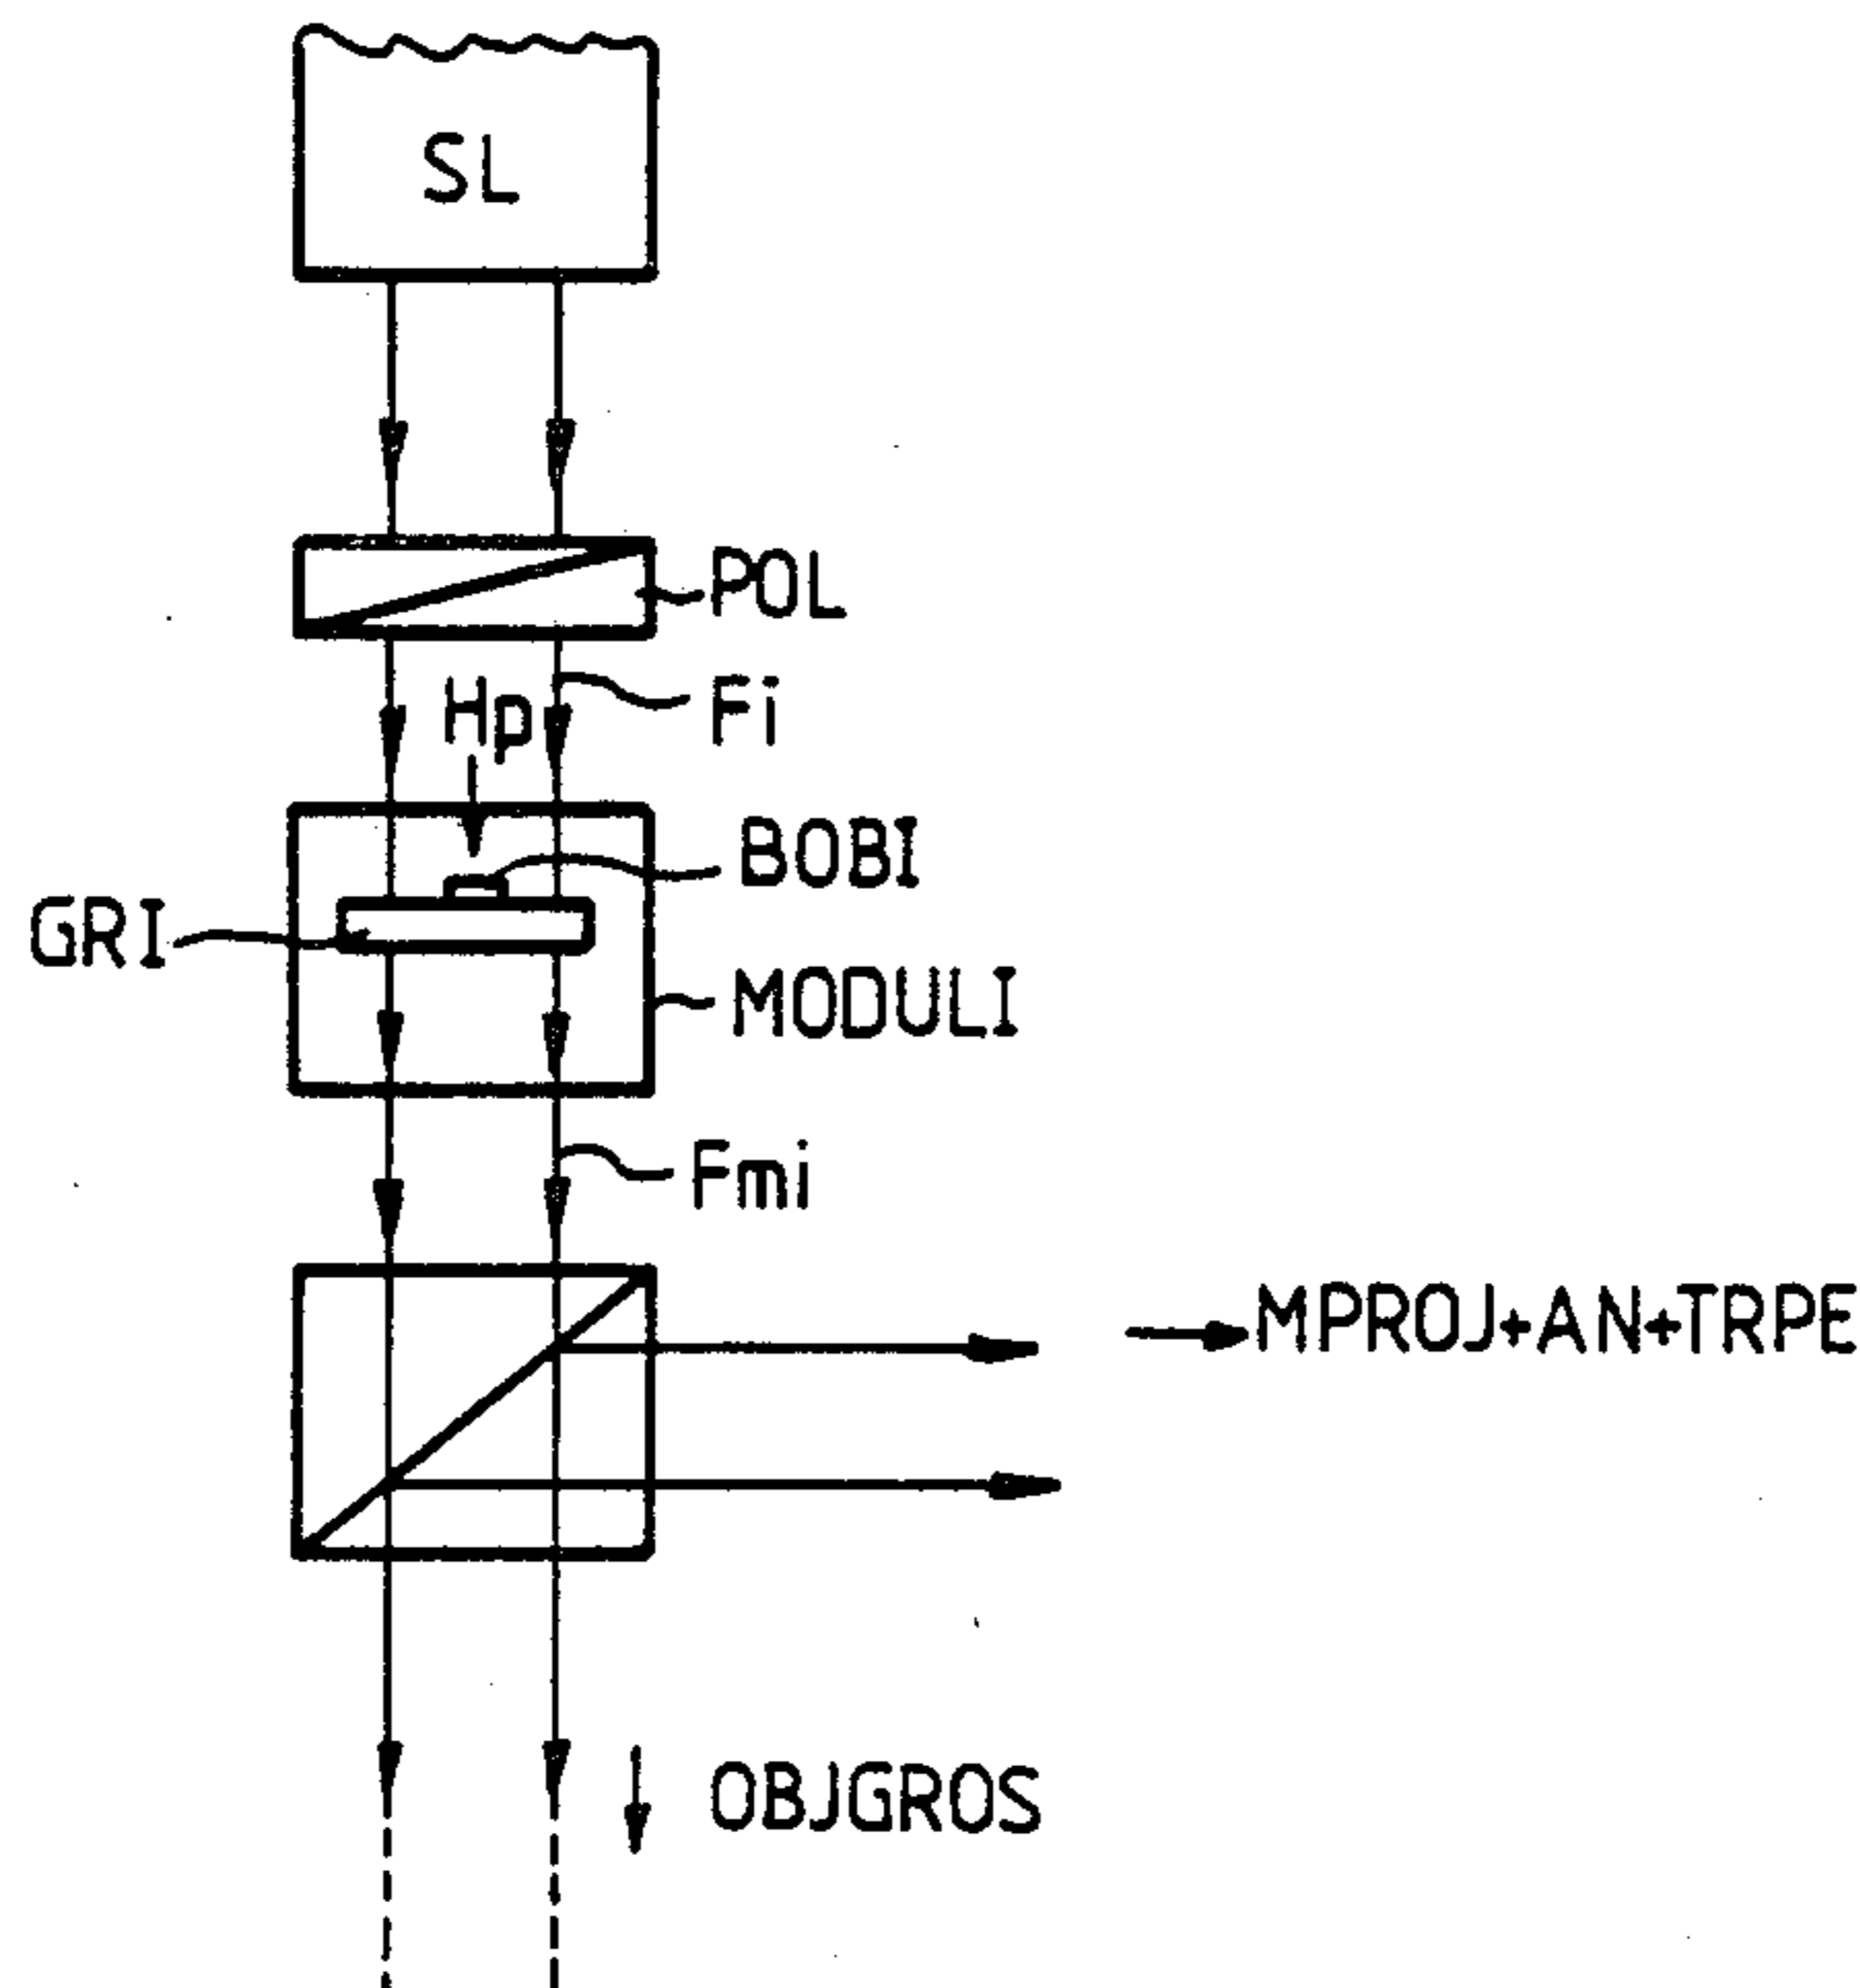 SL
POL
Hp
Fi
BOBI
GRI
MODULI
Fmi
MPROJ+AN+TRPE
OBJGROS